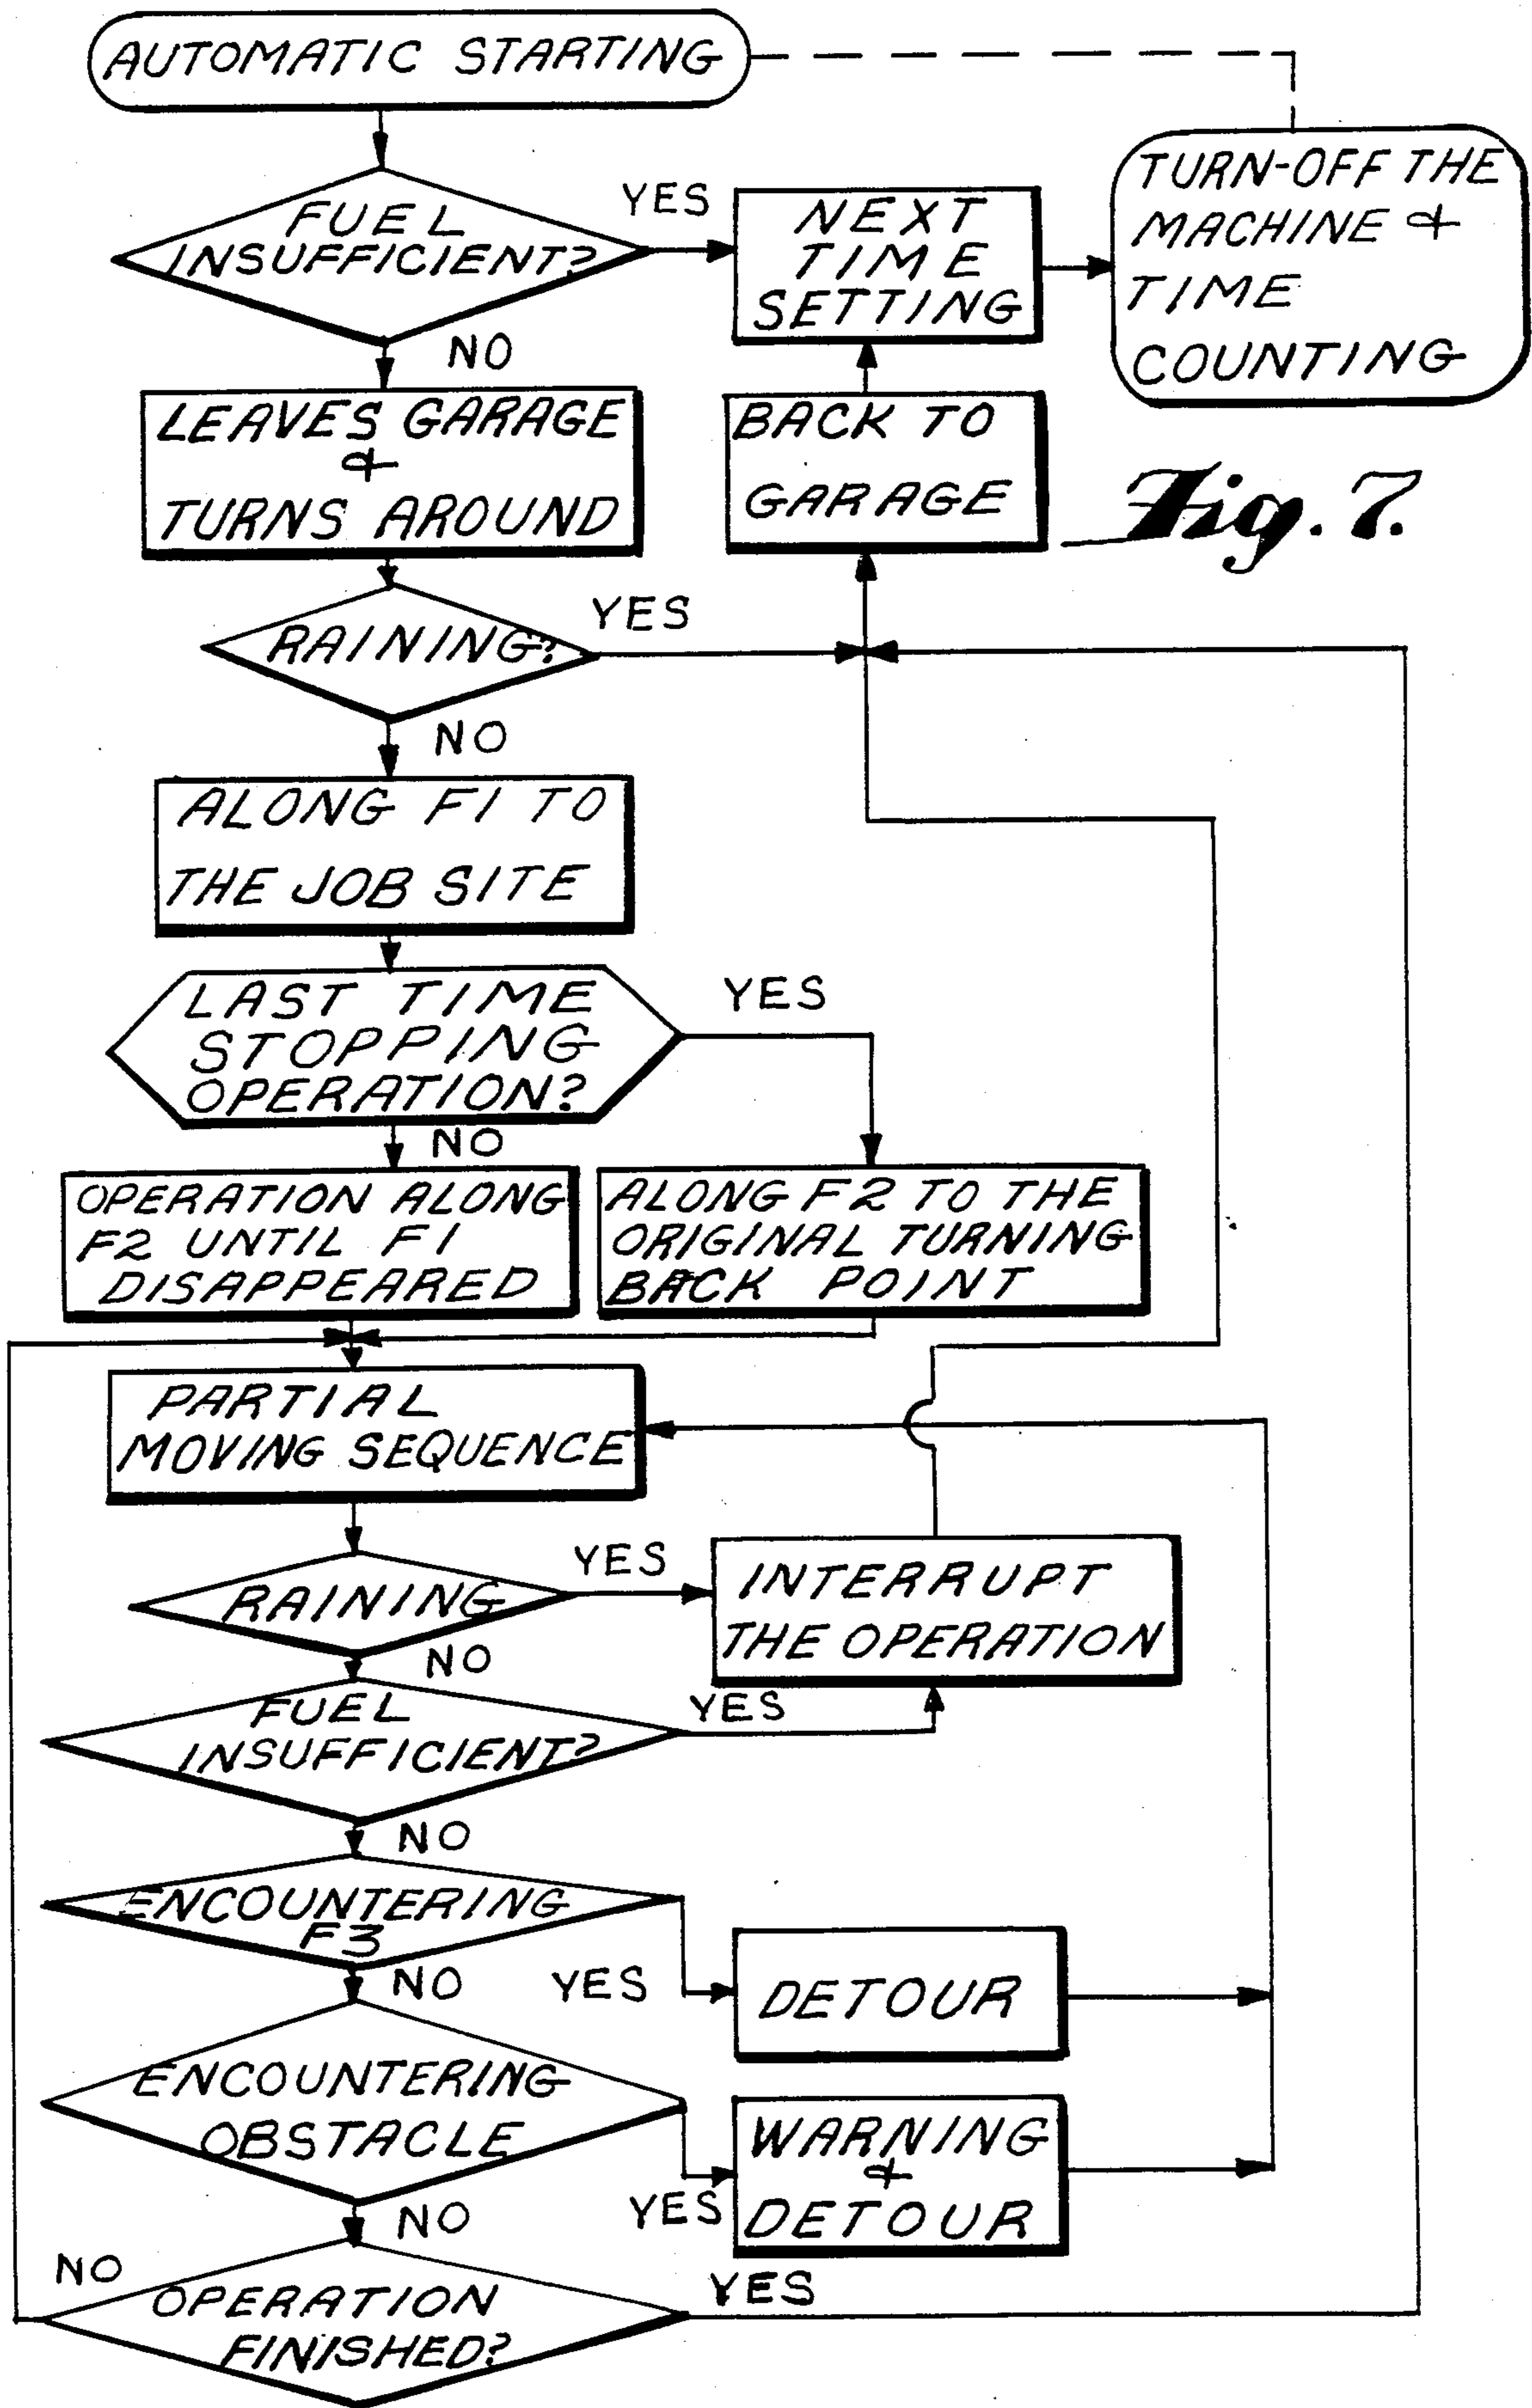 AUTOMATIC STARTING
FUEL
INSUFFICIENT?
YES
NEXT
TIME
SETTING
TURN-OFF THE
MACHINE &
TIME
COUNTING
NO
LEAVES GARAGE
&
TURNS AROUND
BACK TO
GARAGE
Fig. 7.
RAINING?
YES
NO
ALONG F1 TO
THE JOB SITE
LAST TIME
STOPPING
OPERATION?
YES
NO
OPERATION ALONG
F2 UNTIL F1
DISAPPEARED
ALONG F2 TO THE
ORIGINAL TURNING
BACK POINT
PARTIAL
MOVING SEQUENCE
RAINING
YES
INTERRUPT
THE OPERATION
NO
FUEL
INSUFFICIENT?
YES
NO
ENCOUNTERING
F3
NO
YES
DETOUR
ENCOUNTERING
OBSTACLE
YES
WARNING
&
DETOUR
NO
NO
OPERATION
FINISHED?
YES